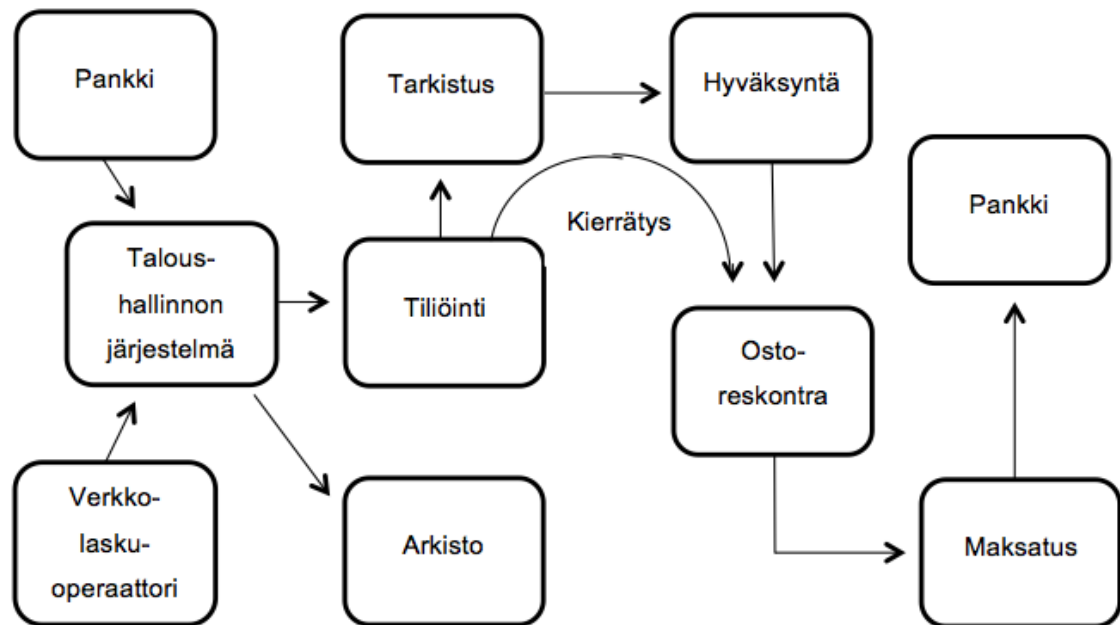 Pankki
Tarkistus
Hyväksyntä
Pankki
Kierrätys
Talous-
hallinnon
järjestelmä
Tiliöinti
Osto-
reskontra
Verkko-
lasku-
operaattori
Arkisto
Maksatus